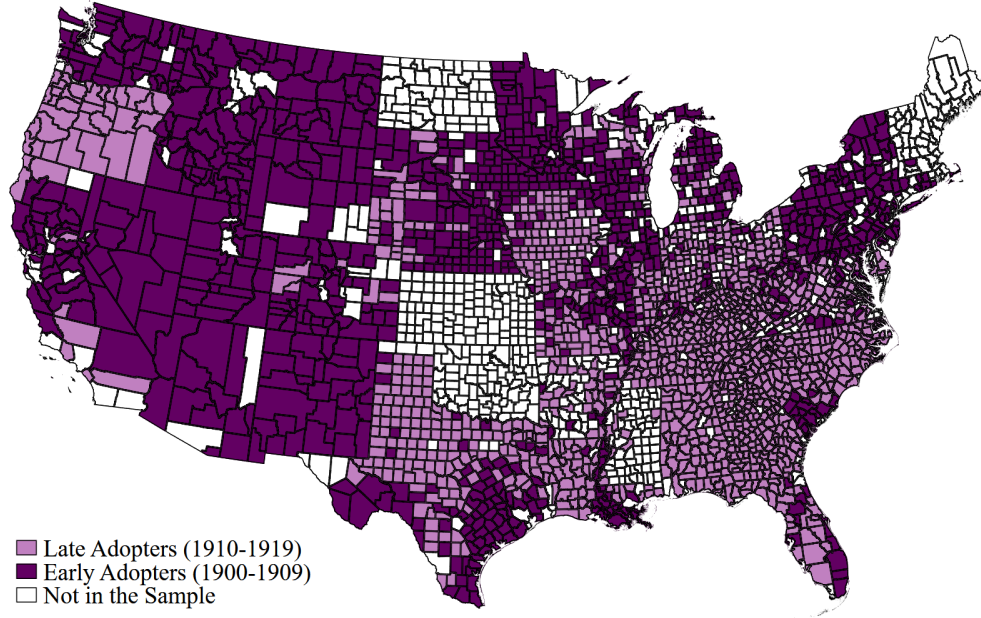 Late Adopters (1910-1919)
Early Adopters (1900-1909)
Not in the Sample